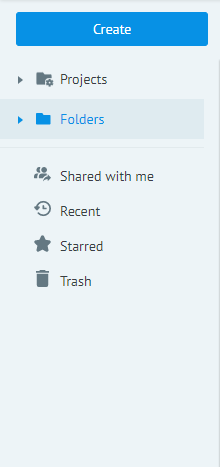 Create
Projects
Folders
Shared with me
Recent
Starred
Trash